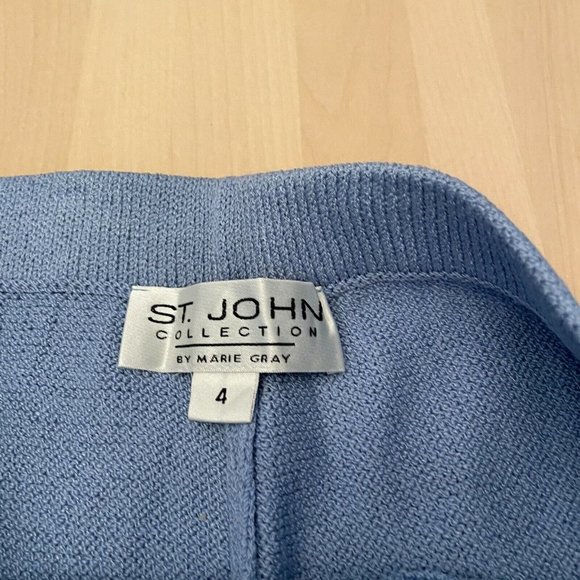 ST. JOHN
COLLECTION
BY MARIE GRAY
4